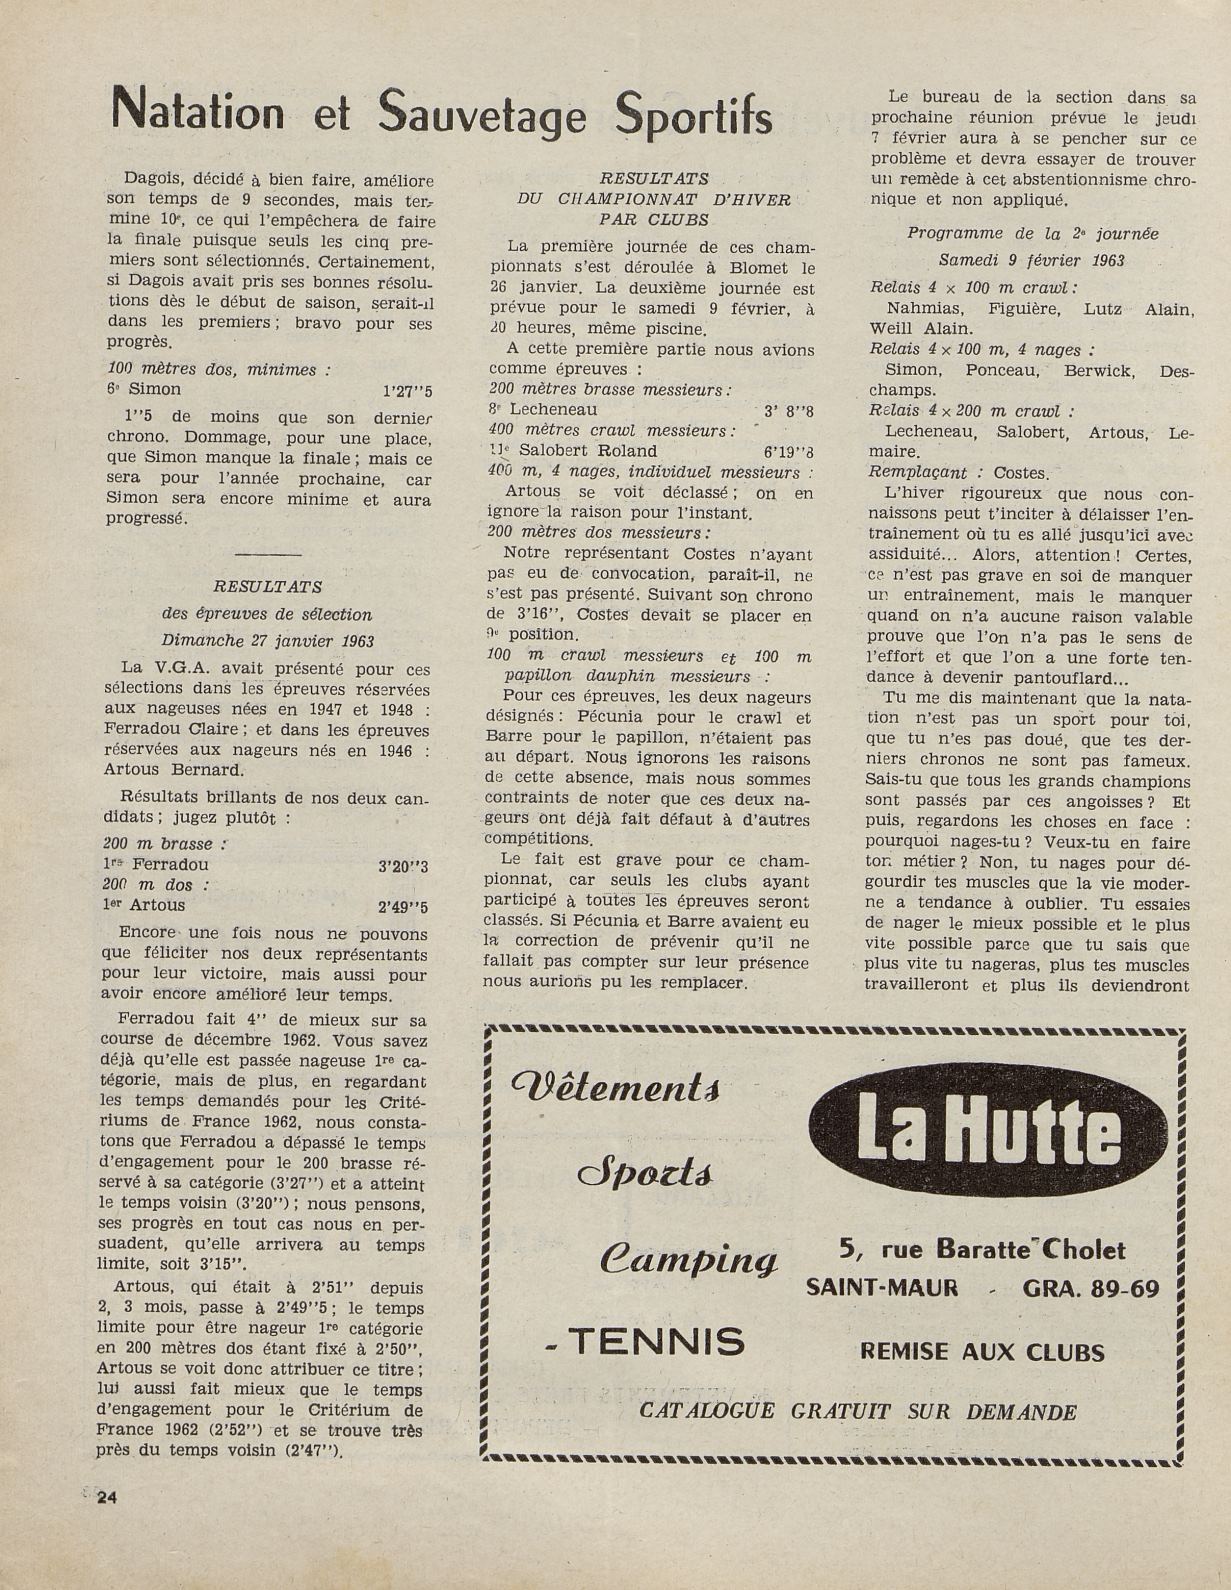 Natation et Sauvetage Sportifs
Dagois, décidé à bien faire, améliore
son temps de 9 secondes, mais ter-
mine 10e, ce qui l'empêchera de faire
la finale puisque seuls les cinq pre-
miers sont sélectionnés. Certainement,
si Dagois avait pris ses bonnes résolu-
tions dès le début de saison, serait-il
dans les premiers ; bravo pour ses
progrès.
100 mètres dos, minimes :
6e Simon 1'27''5
1''5 de moins que son dernier
chrono. Dommage, pour une place,
que Simon manque la finale ; mais ce
sera pour l'année prochaine, car
Simon sera encore minime et aura
progressé.
RESULTATS
des épreuves de sélection
Dimanche 27 janvier 1963
La V.G.A. avait présenté pour ces
sélections dans les épreuves réservées
aux nageuses nées en 1947 et 1948 :
Ferradou Claire ; et dans les épreuves
réservées aux nageurs nés en 1946 :
Artous Bernard.
Résultats brillants de nos deux can-
didats ; jugez plutôt :
200 m brasse :
1re Ferradou 3'20''3
200 m dos :
1er Artous 2'49''5
Encore une fois nous ne pouvons
que féliciter nos deux représentants
pour leur victoire, mais aussi pour
avoir encore amélioré leur temps.
Ferradou fait 4'' de mieux sur sa
course de décembre 1962. Vous savez
déjà qu'elle est passée nageuse 1re ca-
tégorie, mais de plus, en regardant
les temps demandés pour les Crité-
riums de France 1962, nous consta-
tons que Ferradou a dépassé le temps
d'engagement pour le 200 brasse ré-
servé à sa catégorie (3'27'') et a atteint
le temps voisin (3'20'') ; nous pensons,
ses progrès en tout cas nous en per-
suadent, qu'elle arrivera au temps
limite, soit 3'15''.
Artous, qui était à 2'51'' depuis
2, 3 mois, passe à 2'49''5 ; le temps
limite pour être nageur 1re catégorie
en 200 mètres dos étant fixé à 2'50'',
Artous se voit donc attribuer ce titre ;
lui aussi fait mieux que le temps
d'engagement pour le Critérium de
France 1962 (2'52'') et se trouve très
près du temps voisin (2'47'').
RESULTATS
DU CHAMPIONNAT D'HIVER
PAR CLUBS
La première journée de ces cham-
pionnats s'est déroulée à Blomet le
26 janvier. La deuxième journée est
prévue pour le samedi 9 février, à
20 heures, même piscine.
A cette première partie nous avions
comme épreuves :
200 mètres brasse messieurs :
8e Lecheneau 3' 8''8
400 mètres crawl messieurs :
11e Salobert Roland 6'19''8
400 m, 4 nages, individuel messieurs :
Artous se voit déclassé ; on en
ignore la raison pour l'instant.
200 mètres dos messieurs :
Notre représentant Costes n'ayant
pas eu de convocation, paraît-il, ne
s'est pas présenté. Suivant son chrono
de 3'16'', Costes devait se placer en
9e position.
100 m crawl messieurs et 100 m
papillon dauphin messieurs :
Pour ces épreuves, les deux nageurs
désignés : Pécunia pour le crawl et
Barre pour le papillon, n'étaient pas
au départ. Nous ignorons les raisons
de cette absence, mais nous sommes
contraints de noter que ces deux na-
geurs ont déjà fait défaut à d'autres
compétitions.
Le fait est grave pour ce cham-
pionnat, car seuls les clubs ayant
participé à toutes les épreuves seront
classés. Si Pécunia et Barre avaient eu
la correction de prévenir qu'il ne
fallait pas compter sur leur présence
nous aurions pu les remplacer.
Le bureau de la section dans sa
prochaine réunion prévue le jeudi
7 février aura à se pencher sur ce
problème et devra essayer de trouver
un remède à cet abstentionnisme chro-
nique et non appliqué.
Programme de la 2e journée
Samedi 9 février 1963
Relais 4 × 100 m crawl :
Nahmias, Figuière, Lutz Alain,
Weill Alain.
Relais 4 × 100 m, 4 nages :
Simon, Ponceau, Berwick, Des-
champs.
Relais 4 × 200 m crawl :
Lecheneau, Salobert, Artous, Le-
maire.
Remplaçant : Costes.
L'hiver rigoureux que nous con-
naissons peut t'inciter à délaisser l'en-
traînement où tu es allé jusqu'ici avec
assiduité... Alors, attention ! Certes,
ce n'est pas grave en soi de manquer
un entraînement, mais le manquer
quand on n'a aucune raison valable
prouve que l'on n'a pas le sens de
l'effort et que l'on a une forte ten-
dance à devenir pantouflard...
Tu me dis maintenant que la nata-
tion n'est pas un sport pour toi,
que tu n'es pas doué, que tes der-
niers chronos ne sont pas fameux.
Sais-tu que tous les grands champions
sont passés par ces angoisses ? Et
puis, regardons les choses en face :
pourquoi nages-tu ? Veux-tu en faire
ton métier ? Non, tu nages pour dé-
gourdir tes muscles que la vie moder-
ne a tendance à oublier. Tu essaies
de nager le mieux possible et le plus
vite possible parce que tu sais que
plus vite tu nageras, plus tes muscles
travailleront et plus ils deviendront
Vêtements
Sports
Camping
- TENNIS
La Hutte
5, rue Baratte-Cholet
SAINT-MAUR - GRA. 89-69
REMISE AUX CLUBS
CATALOGUE GRATUIT SUR DEMANDE
24